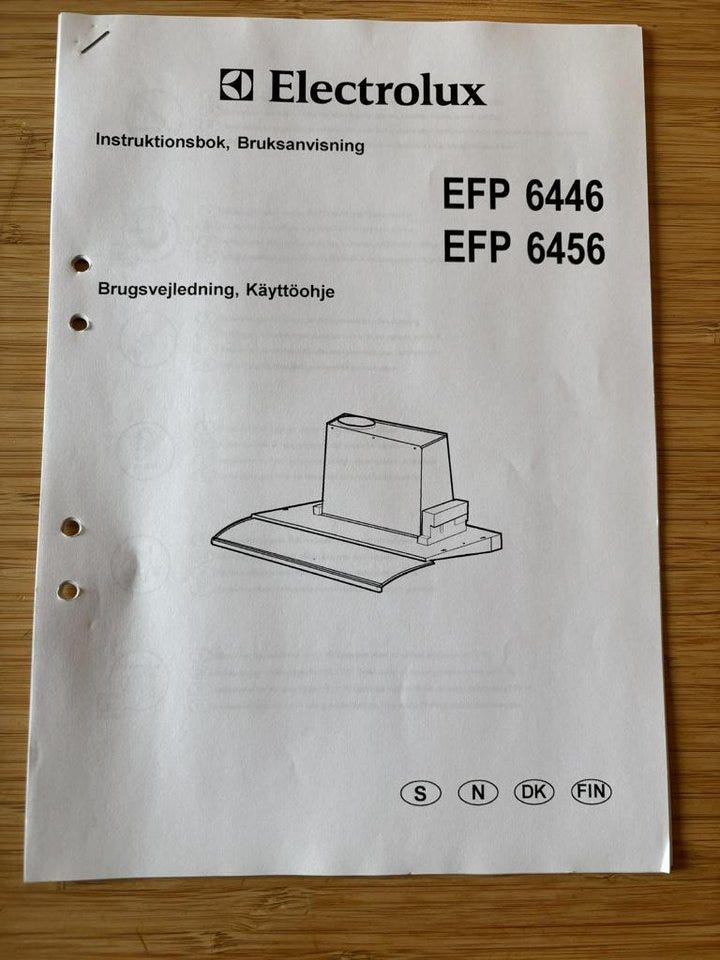 Electrolux
Instruktionsbok, Bruksanvisning
EFP 6446
EFP 6456
Brugsvejledning, Käyttöohje
S N DK FIN